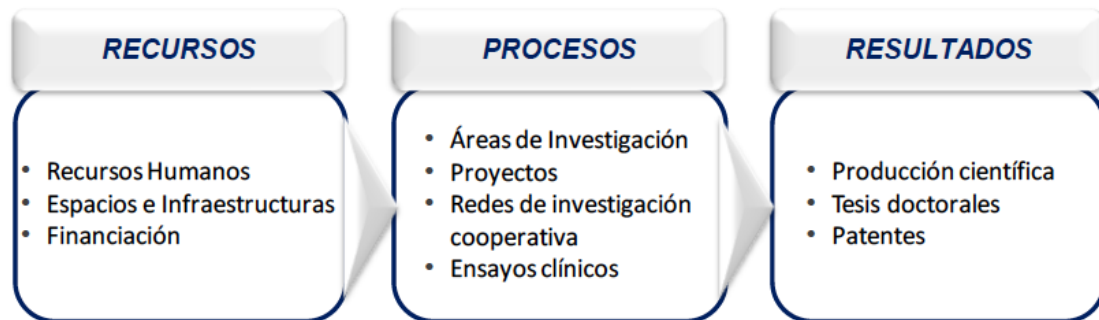 RECURSOS
• Recursos Humanos
• Espacios e Infraestructuras
• Financiación
PROCESOS
• Áreas de Investigación
• Proyectos
• Redes de investigación
cooperativa
• Ensayos clínicos
RESULTADOS
• Producción científica
• Tesis doctorales
• Patentes